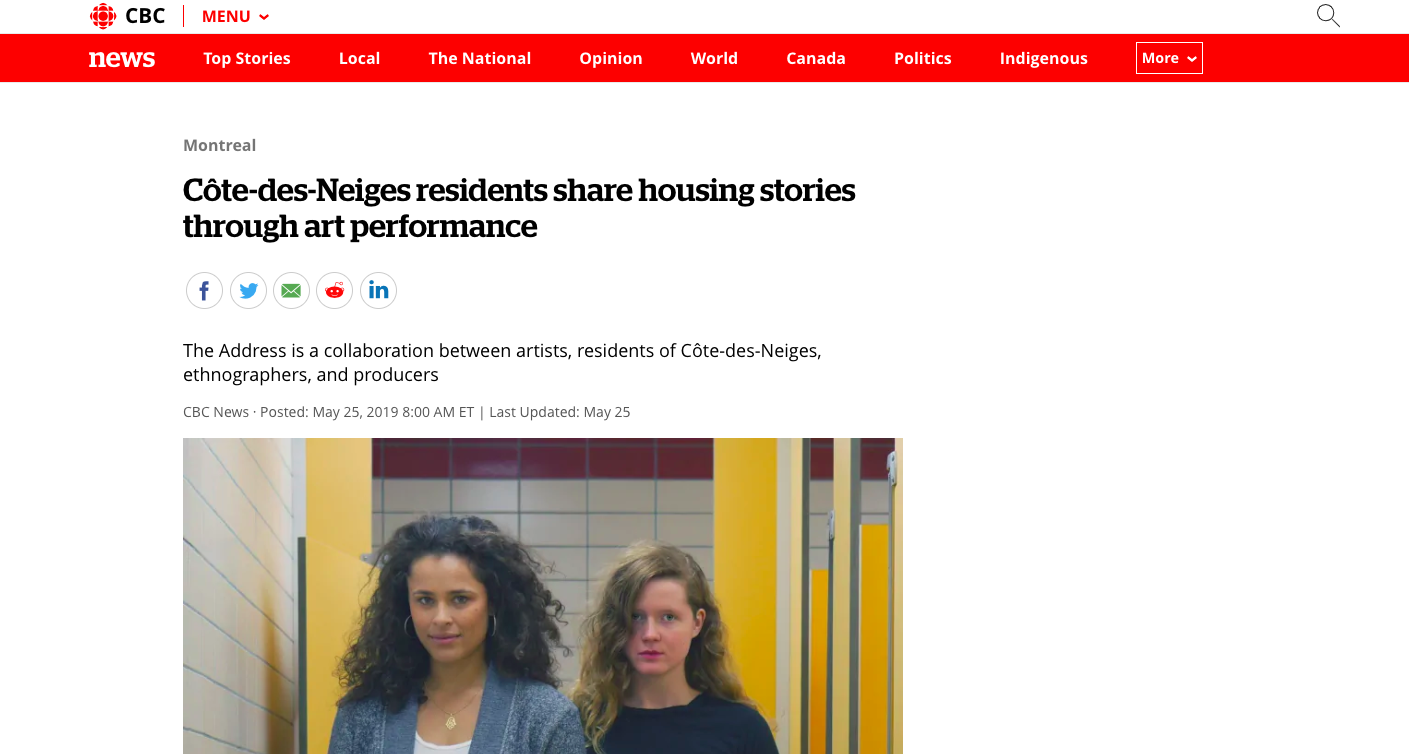 CBC MENU
news Top Stories Local The National Opinion World Canada Politics Indigenous More
Montreal
Côte-des-Neiges residents share housing stories
through art performance
The Address is a collaboration between artists, residents of Côte-des-Neiges,
ethnographers, and producers
CBC News · Posted: May 25, 2019 8:00 AM ET | Last Updated: May 25